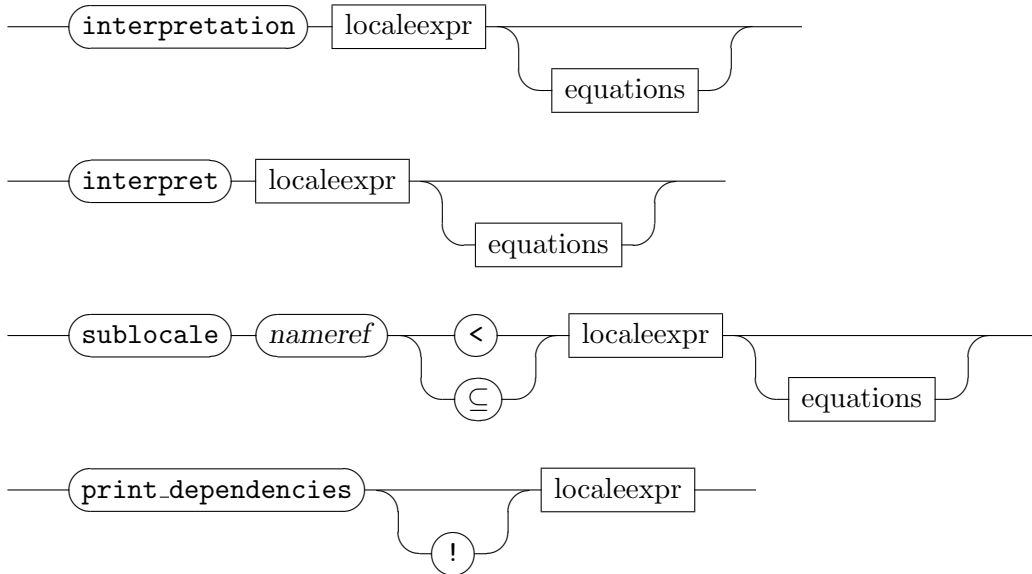 interpretation localeexpr
equations
interpret localeexpr
equations
sublocale nameref < localeexpr
⊆ equations
print_dependencies localeexpr
!